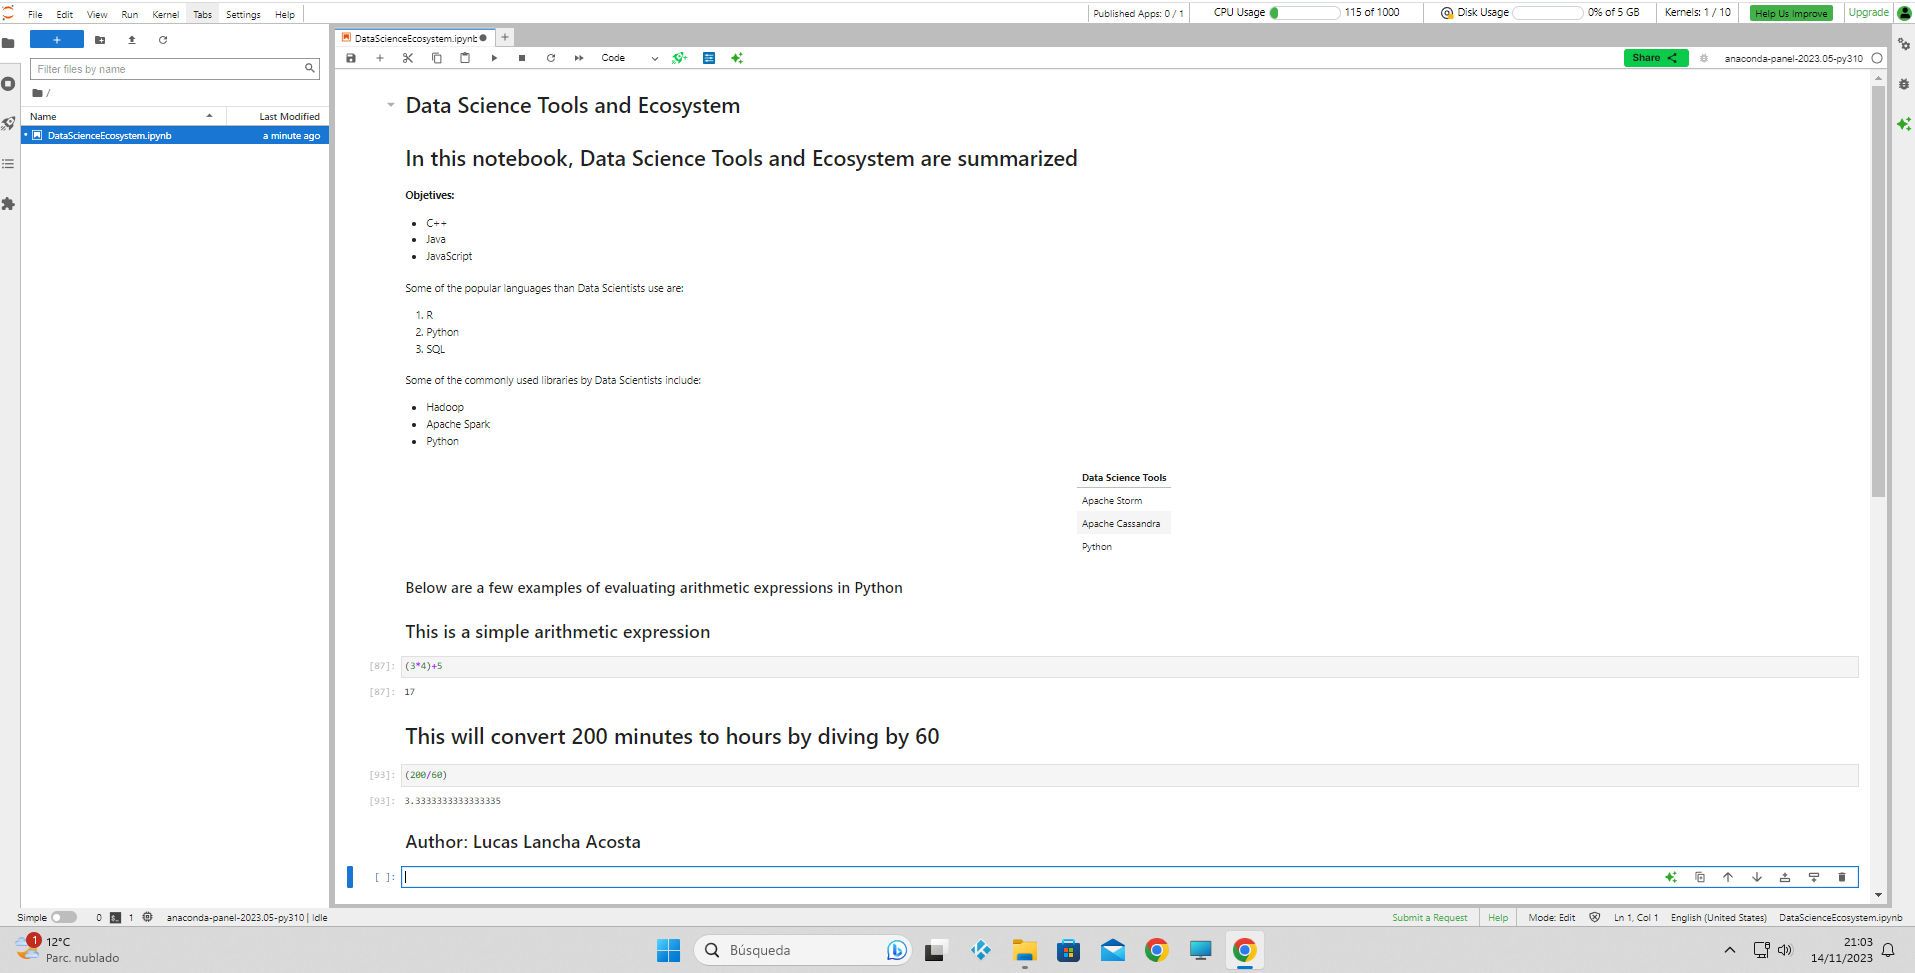 File Edit View Run Kernel Tabs Settings Help
Published Apps: 0 / 1
CPU Usage 115 of 1000
Disk Usage 0% of 5 GB
Kernels: 1 / 10
Help Us Improve
Upgrade
DataScienceEcosystem.ipynb
Filter files by name
Code
Share
anaconda-panel-2023.05-py310
/
Name Last Modified
DataScienceEcosystem.ipynb a minute ago
Data Science Tools and Ecosystem
In this notebook, Data Science Tools and Ecosystem are summarized
Objetives:
C++
Java
JavaScript
Some of the popular languages than Data Scientists use are:
1. R
2. Python
3. SQL
Some of the commonly used libraries by Data Scientists include:
Hadoop
Apache Spark
Python
Data Science Tools
Apache Storm
Apache Cassandra
Python
Below are a few examples of evaluating arithmetic expressions in Python
This is a simple arithmetic expression
[87]: (3*4)+5
[87]: 17
This will convert 200 minutes to hours by diving by 60
[93]: (200/60)
[93]: 3.3333333333333335
Author: Lucas Lancha Acosta
[ ]:
Simple 0 1 anaconda-panel-2023.05-py310 | Idle
Submit a Request Help Mode: Edit Ln 1, Col 1 English (United States) DataScienceEcosystem.ipynb
1
12°C
Parc. nublado
Búsqueda
21:03
14/11/2023